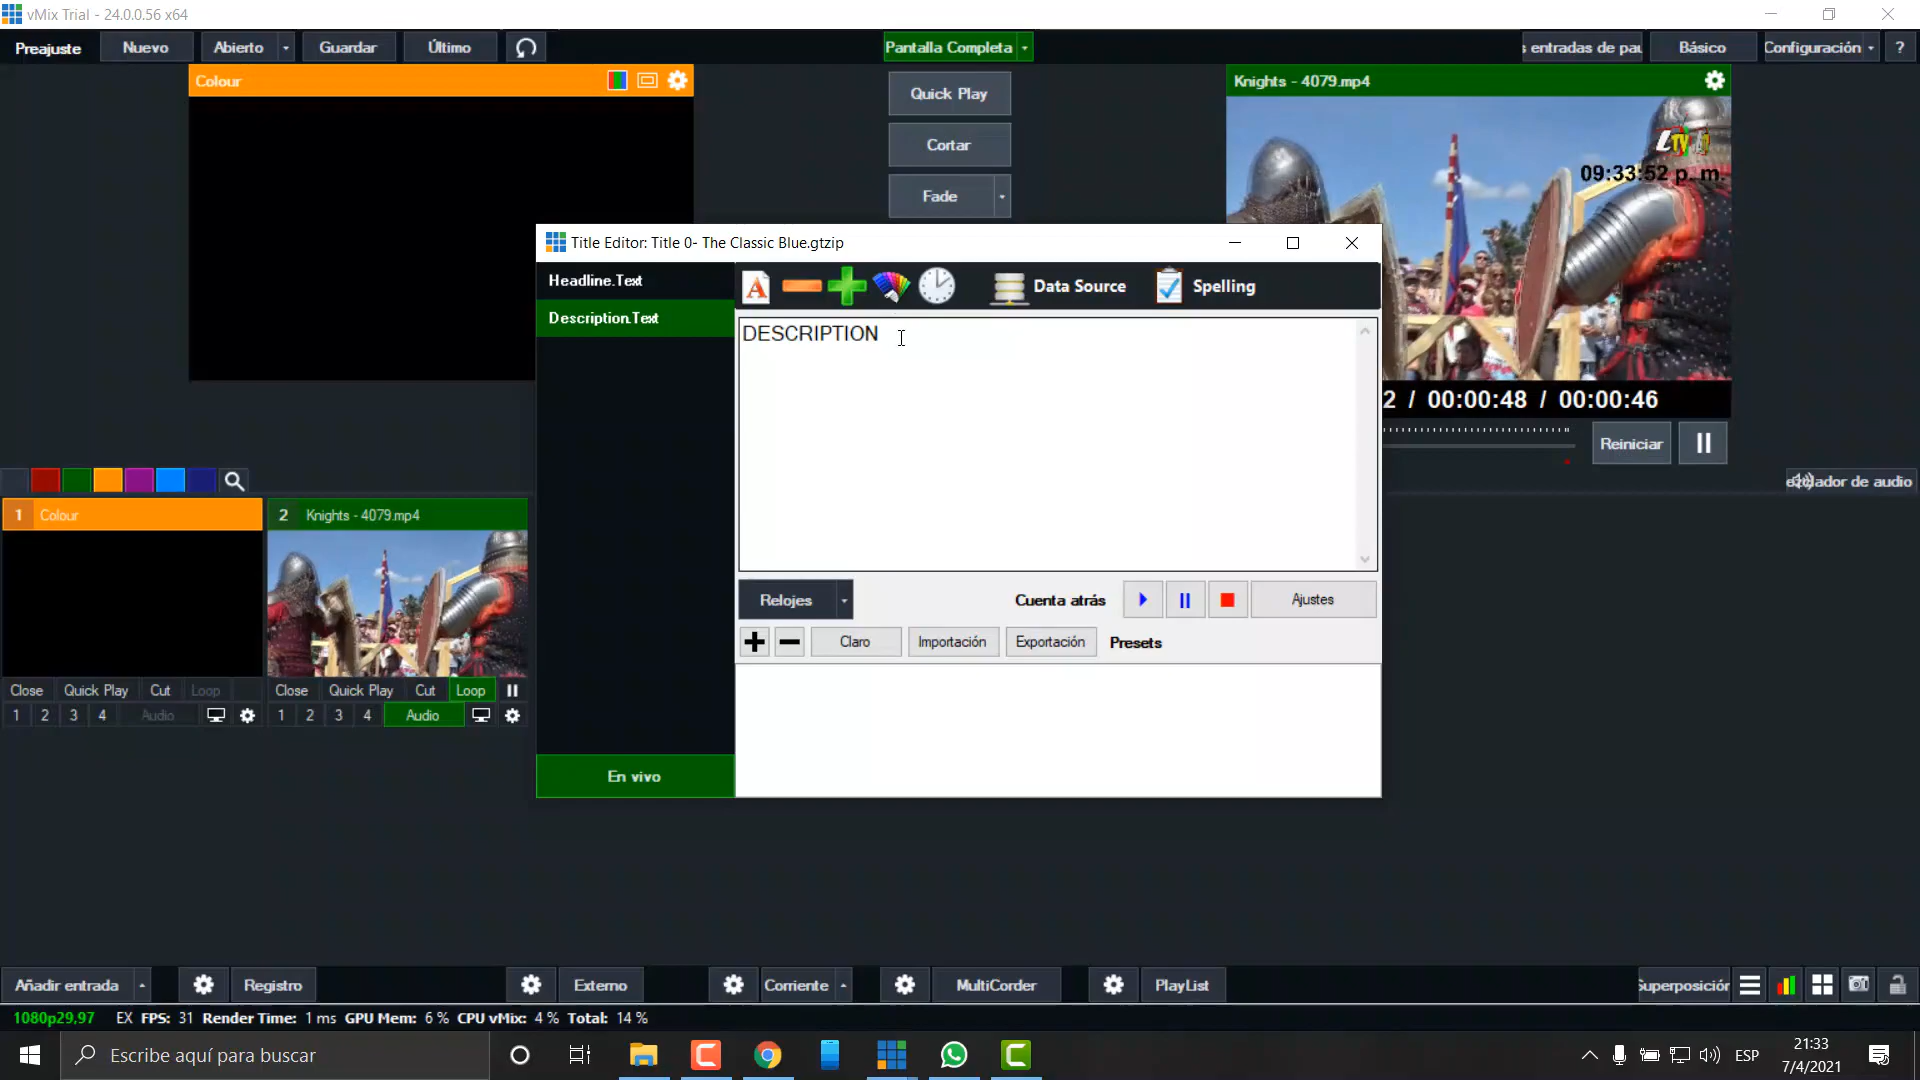 vMix Trial - 24.0.0.56 x64
Preajuste Nuevo Abierto Guardar Último Pantalla Completa entradas de pau Básico Configuración ?
Colour
Quick Play
Cortar
Fade
Knights - 4079.mp4
LTV
09:33:52 p. m.
2 / 00:00:48 / 00:00:46
Reiniciar
Title Editor: Title 0- The Classic Blue.gtzip
Headline.Text
Description.Text
Data Source Spelling
DESCRIPTION
Relojes Cuenta atrás Ajustes
Claro Importación Exportación Presets
En vivo
ador de audio
1 Colour
2 Knights - 4079.mp4
Close Quick Play Cut Loop
1 2 3 4 Audio
Close Quick Play Cut Loop
1 2 3 4 Audio
Añadir entrada Registro Externo Corriente MultiCorder PlayList Superposición
1080p29,97 EX FPS: 31 Render Time: 1 ms GPU Mem: 6 % CPU vMix: 4 % Total: 14 %
Escribe aquí para buscar
ESP
21:33
7/4/2021